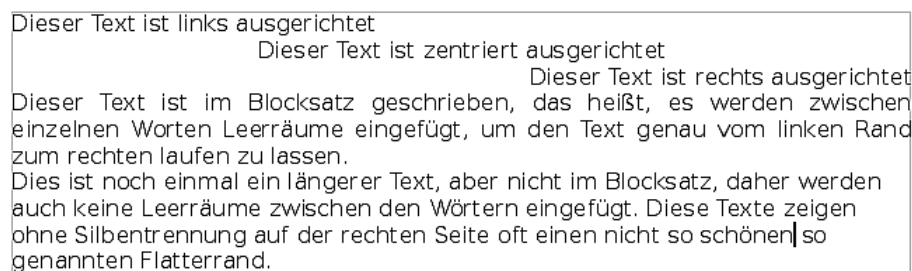 Dieser Text ist links ausgerichtet
Dieser Text ist zentriert ausgerichtet
Dieser Text ist rechts ausgerichtet
Dieser Text ist im Blocksatz geschrieben, das heißt, es werden zwischen
einzelnen Worten Leerräume eingefügt, um den Text genau vom linken Rand
zum rechten laufen zu lassen.
Dies ist noch einmal ein längerer Text, aber nicht im Blocksatz, daher werden
auch keine Leerräume zwischen den Wörtern eingefügt. Diese Texte zeigen
ohne Silbentrennung auf der rechten Seite oft einen nicht so schönen so
genannten Flatterrand.